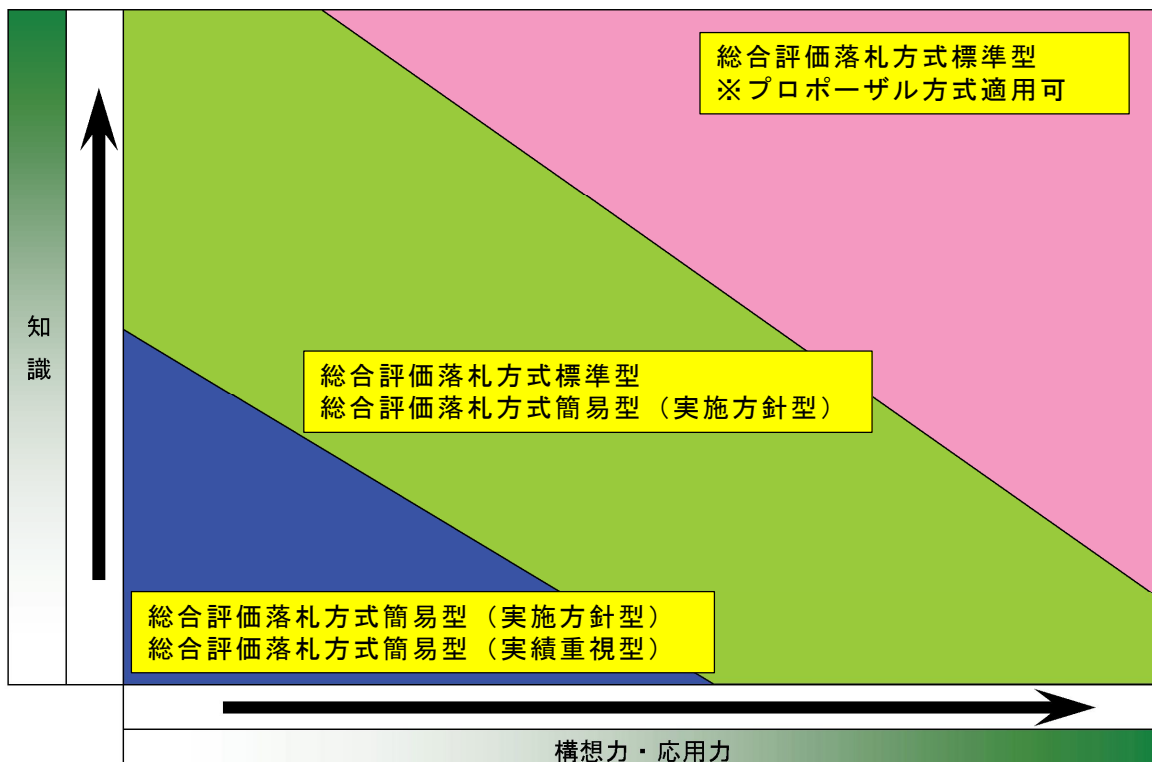 総合評価落札方式標準型
※プロポーザル方式適用可
知
識
総合評価落札方式標準型
総合評価落札方式簡易型（実施方針型）
総合評価落札方式簡易型（実施方針型）
総合評価落札方式簡易型（実績重視型）
構想力・応用力